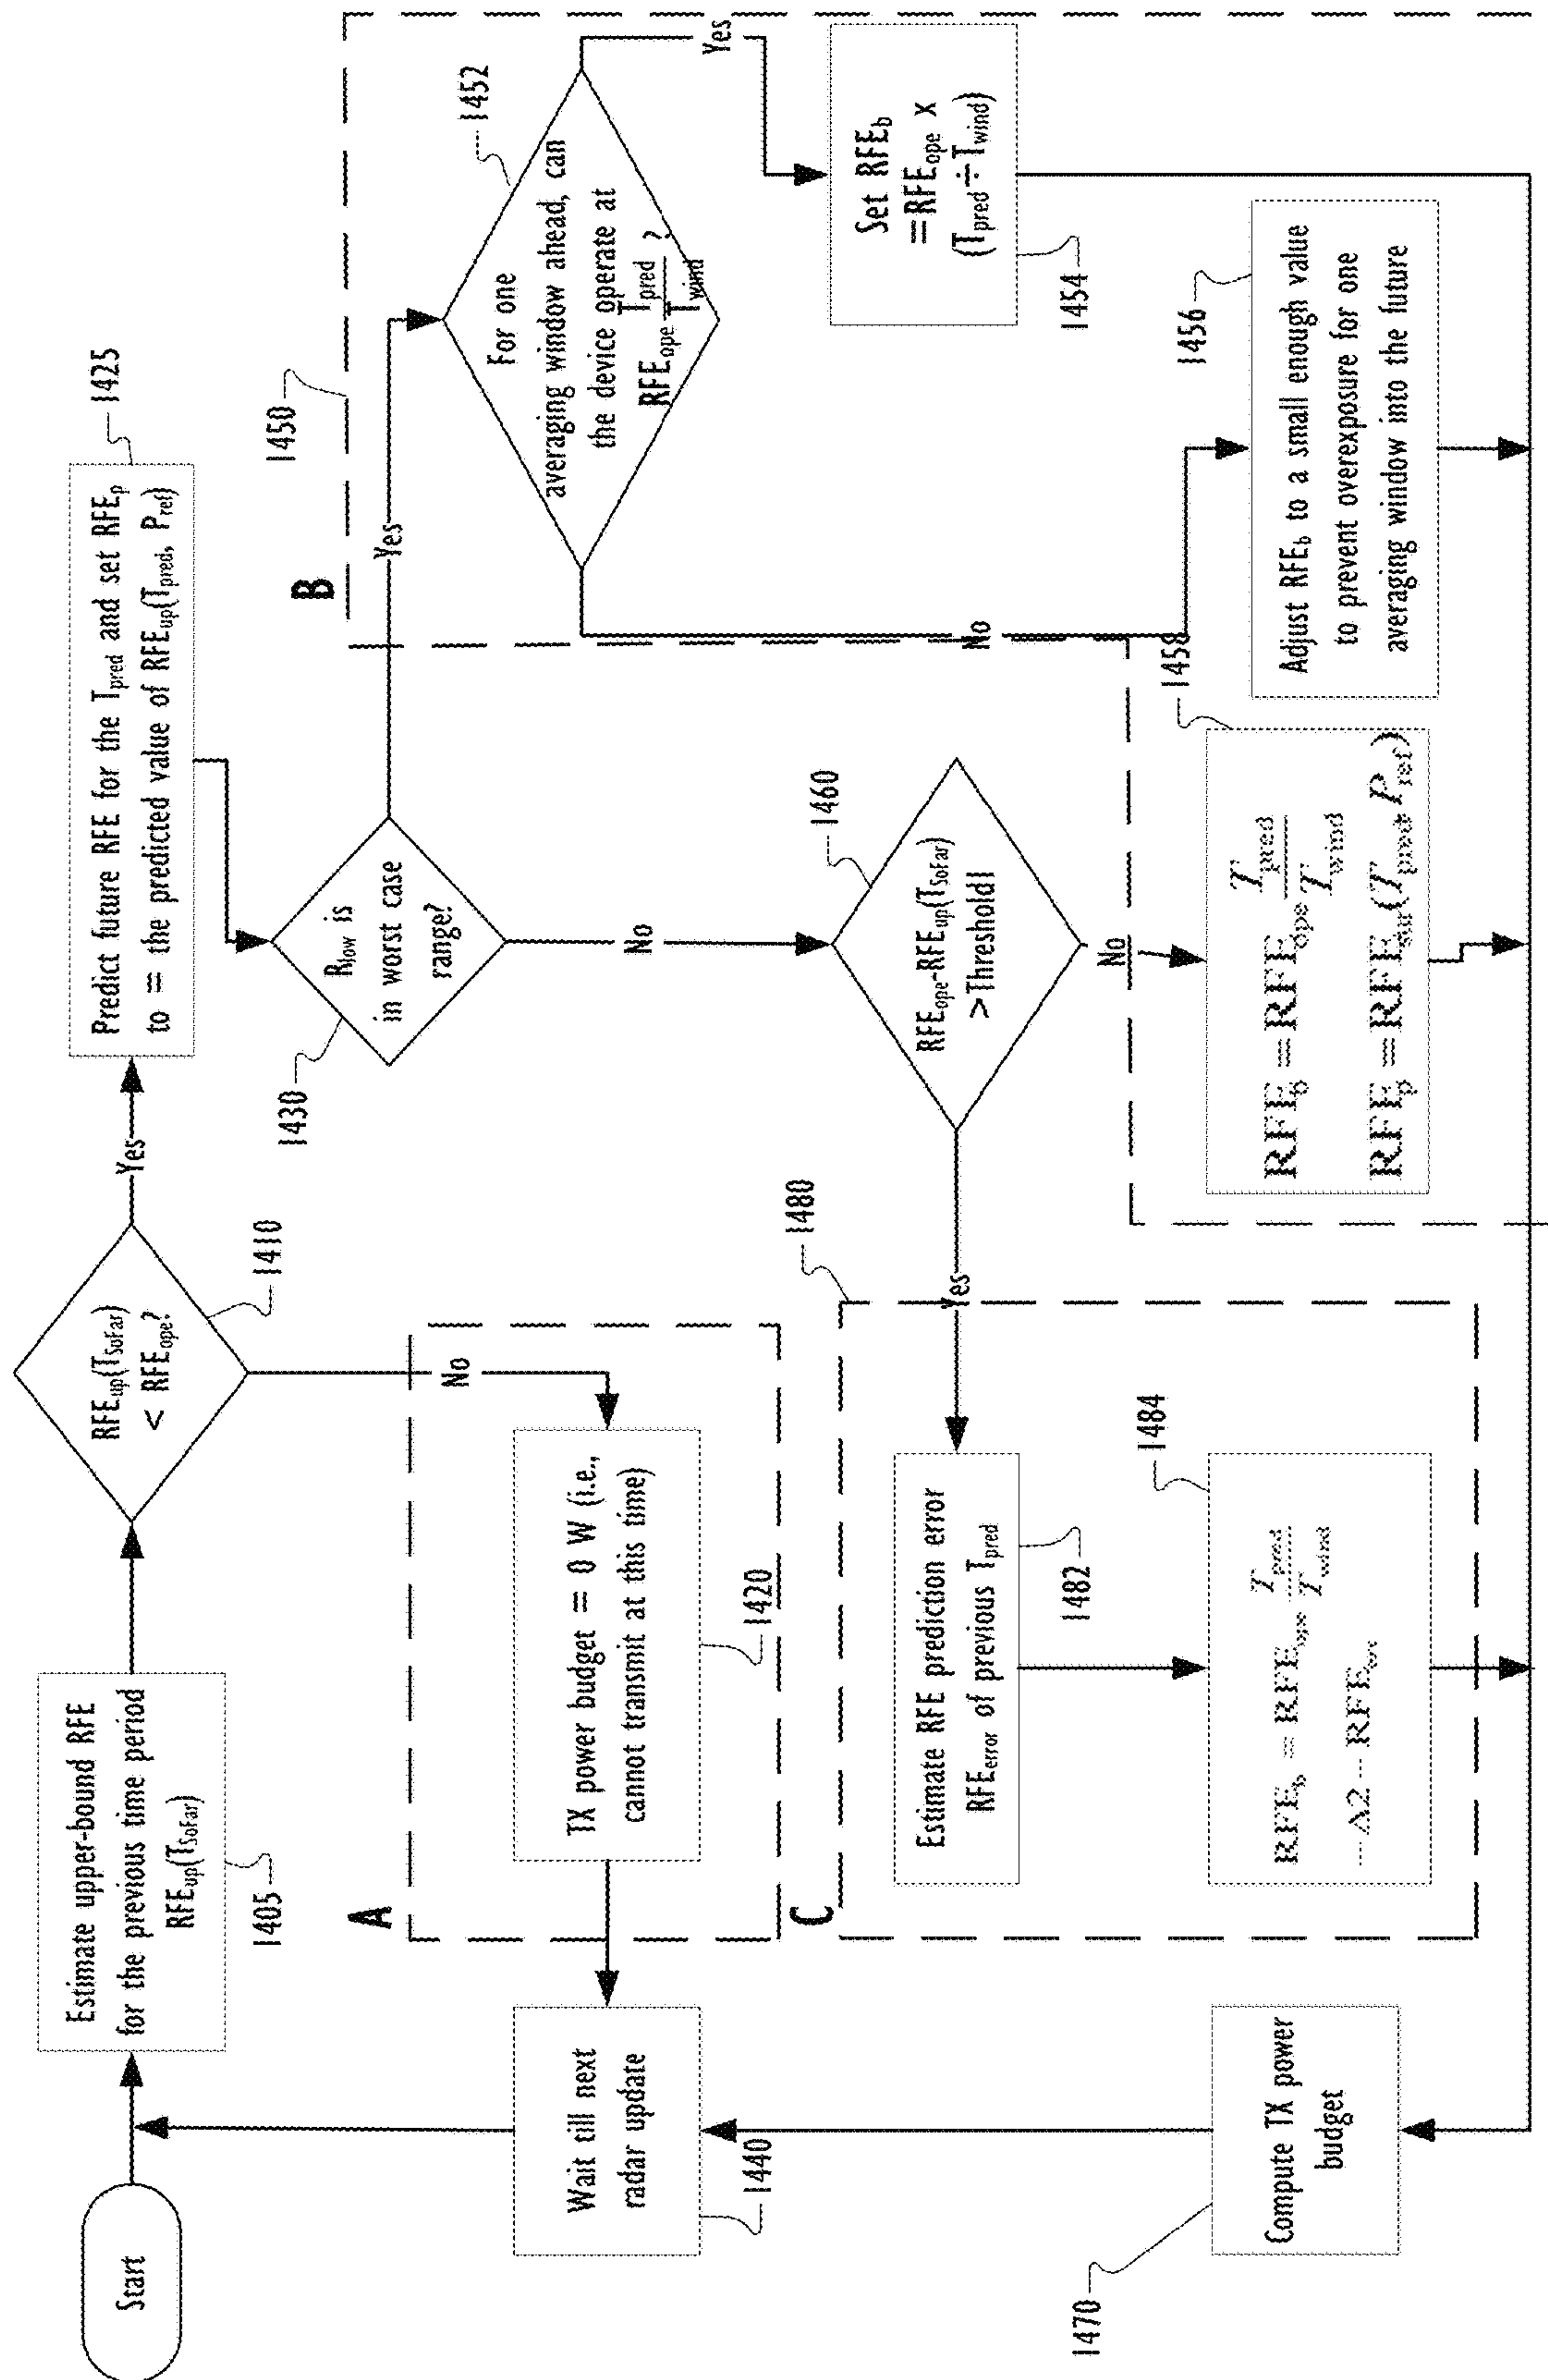 Start
Estimate upper-bound RFE
for the previous time period
RFEup(TSoFar)
1405
RFEup(TSoFar)
< RFEope?
1410
Yes
No
Predict future RFE for the Tpred and set RFEp
to = the predicted value of RFEup(Tpred, Pref)
1425
A
TX power budget = 0 W (i.e.,
cannot transmit at this time)
1420
Wait till next
radar update
1440
Rlow is
in worst case
range?
1430
Yes
No
B
1450
For one
averaging window ahead, can
the device operate at
RFEope Tpred/Twind ?
1452
Yes
No
Set RFEb
=RFEope x
(Tpred÷Twind)
1454
Adjust RFEb to a small enough value
to prevent overexposure for one
averaging window into the future
1456
RFEope-RFEup(TSoFar)
>Threshold1
1460
Yes
No
1458
RFEb = RFEope Tpred/Twind
RFEp = RFEsur(Tpred, Pref)
C
1480
Estimate RFE prediction error
RFEerror of previous Tpred
1482
1484
RFEb = RFEope Tpred/Twind
-Δ2 - RFEerr
Compute TX power
budget
1470